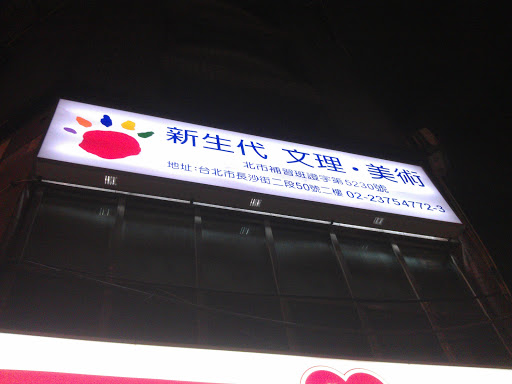 新生代 文理・美術
北市補習班證字第5230號
地址:台北市長沙街二段50號二樓 02-23754772-3